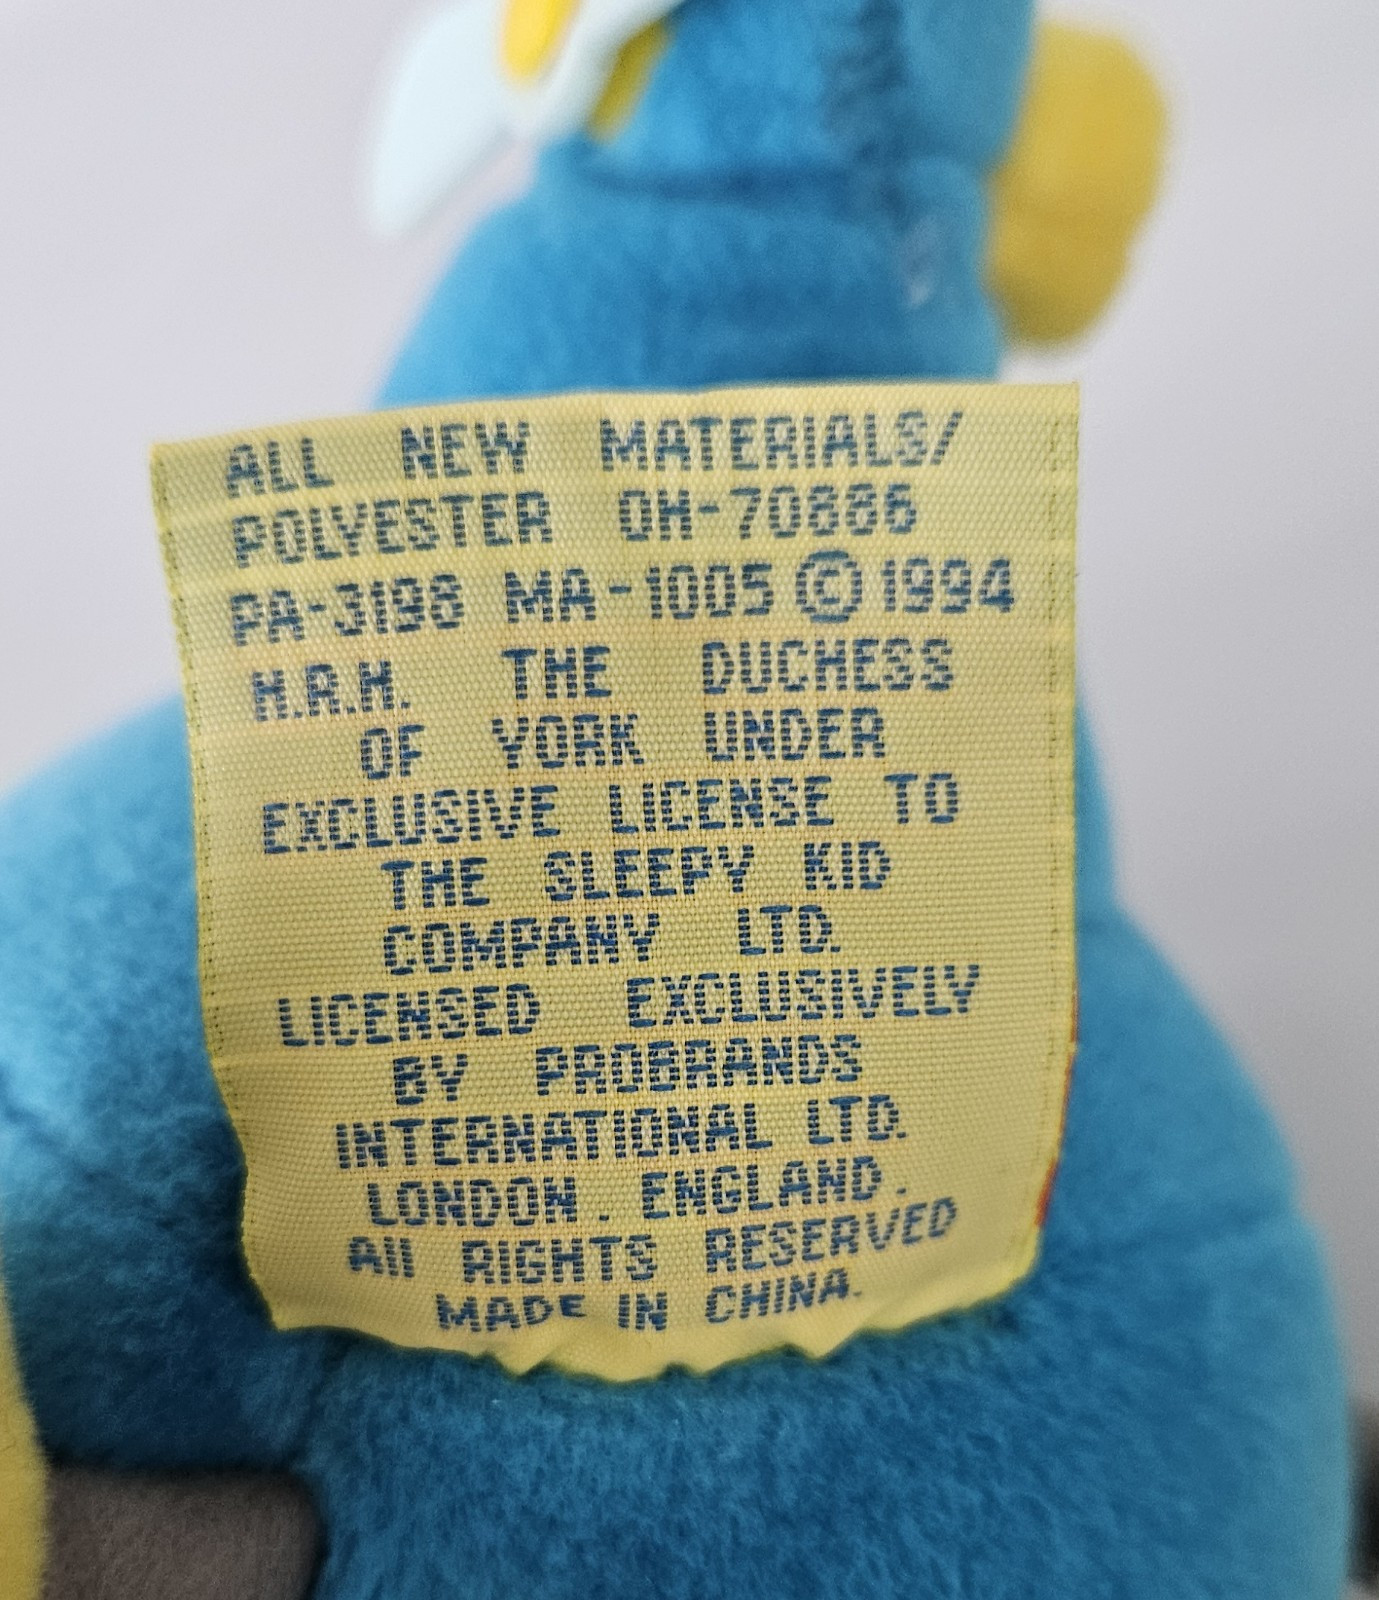 ALL NEW MATERIALS/
POLYESTER OH-70886
PA-3198 MA-1005 © 1994
H.R.H. THE DUCHESS
OF YORK UNDER
EXCLUSIVE LICENSE TO
THE SLEEPY KID
COMPANY LTD.
LICENSED EXCLUSIVELY
BY PROBRANDS
INTERNATIONAL LTD.
LONDON. ENGLAND.
All RIGHTS RESERVED
MADE IN CHINA.